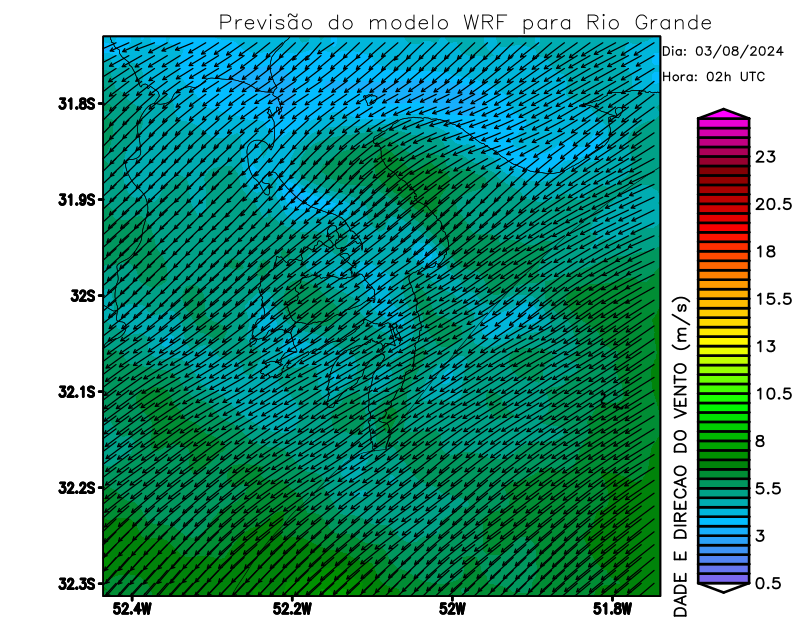 Previsão do modelo WRF para Rio Grande
Dia: 03/08/2024
Hora: 02h UTC
31.8S
31.9S
32S
32.1S
32.2S
32.3S
52.4W
52.2W
52W
51.8W
23
20.5
18
15.5
13
10.5
8
5.5
3
0.5
DADE E DIRECAO DO VENTO (m/s)